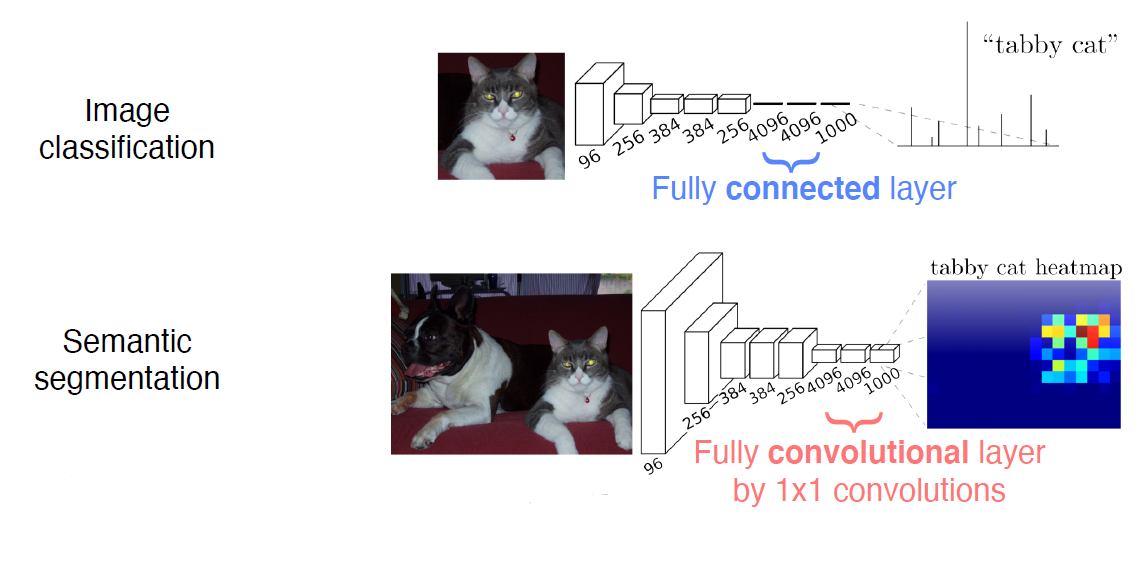 Image
classification
96 256 384 384 256 4096 4096 1000
“tabby cat”
Fully connected layer
Semantic
segmentation
96 256 384 384 256 4096 4096 1000
tabby cat heatmap
Fully convolutional layer
by 1x1 convolutions